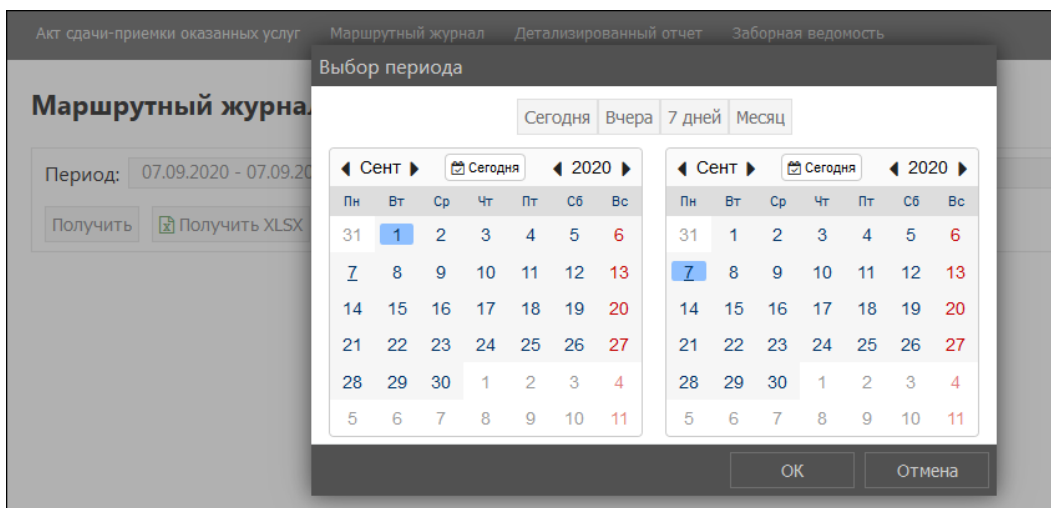 Акт сдачи-приемки оказанных услуг Маршрутный журнал Детализированный отчет Заборная ведомость
Выбор периода
Маршрутный
Сегодня Вчера 7 дней Месяц
Период: 07.09.2020 - 07.09.20
Получить Получить XLSX
Сент Сегодня 2020
Пн Вт Ср Чт Пт Сб Вс
31 1 2 3 4 5 6
7 8 9 10 11 12 13
14 15 16 17 18 19 20
21 22 23 24 25 26 27
28 29 30 1 2 3 4
5 6 7 8 9 10 11
Сент Сегодня 2020
Пн Вт Ср Чт Пт Сб Вс
31 1 2 3 4 5 6
7 8 9 10 11 12 13
14 15 16 17 18 19 20
21 22 23 24 25 26 27
28 29 30 1 2 3 4
5 6 7 8 9 10 11
ОК Отмена